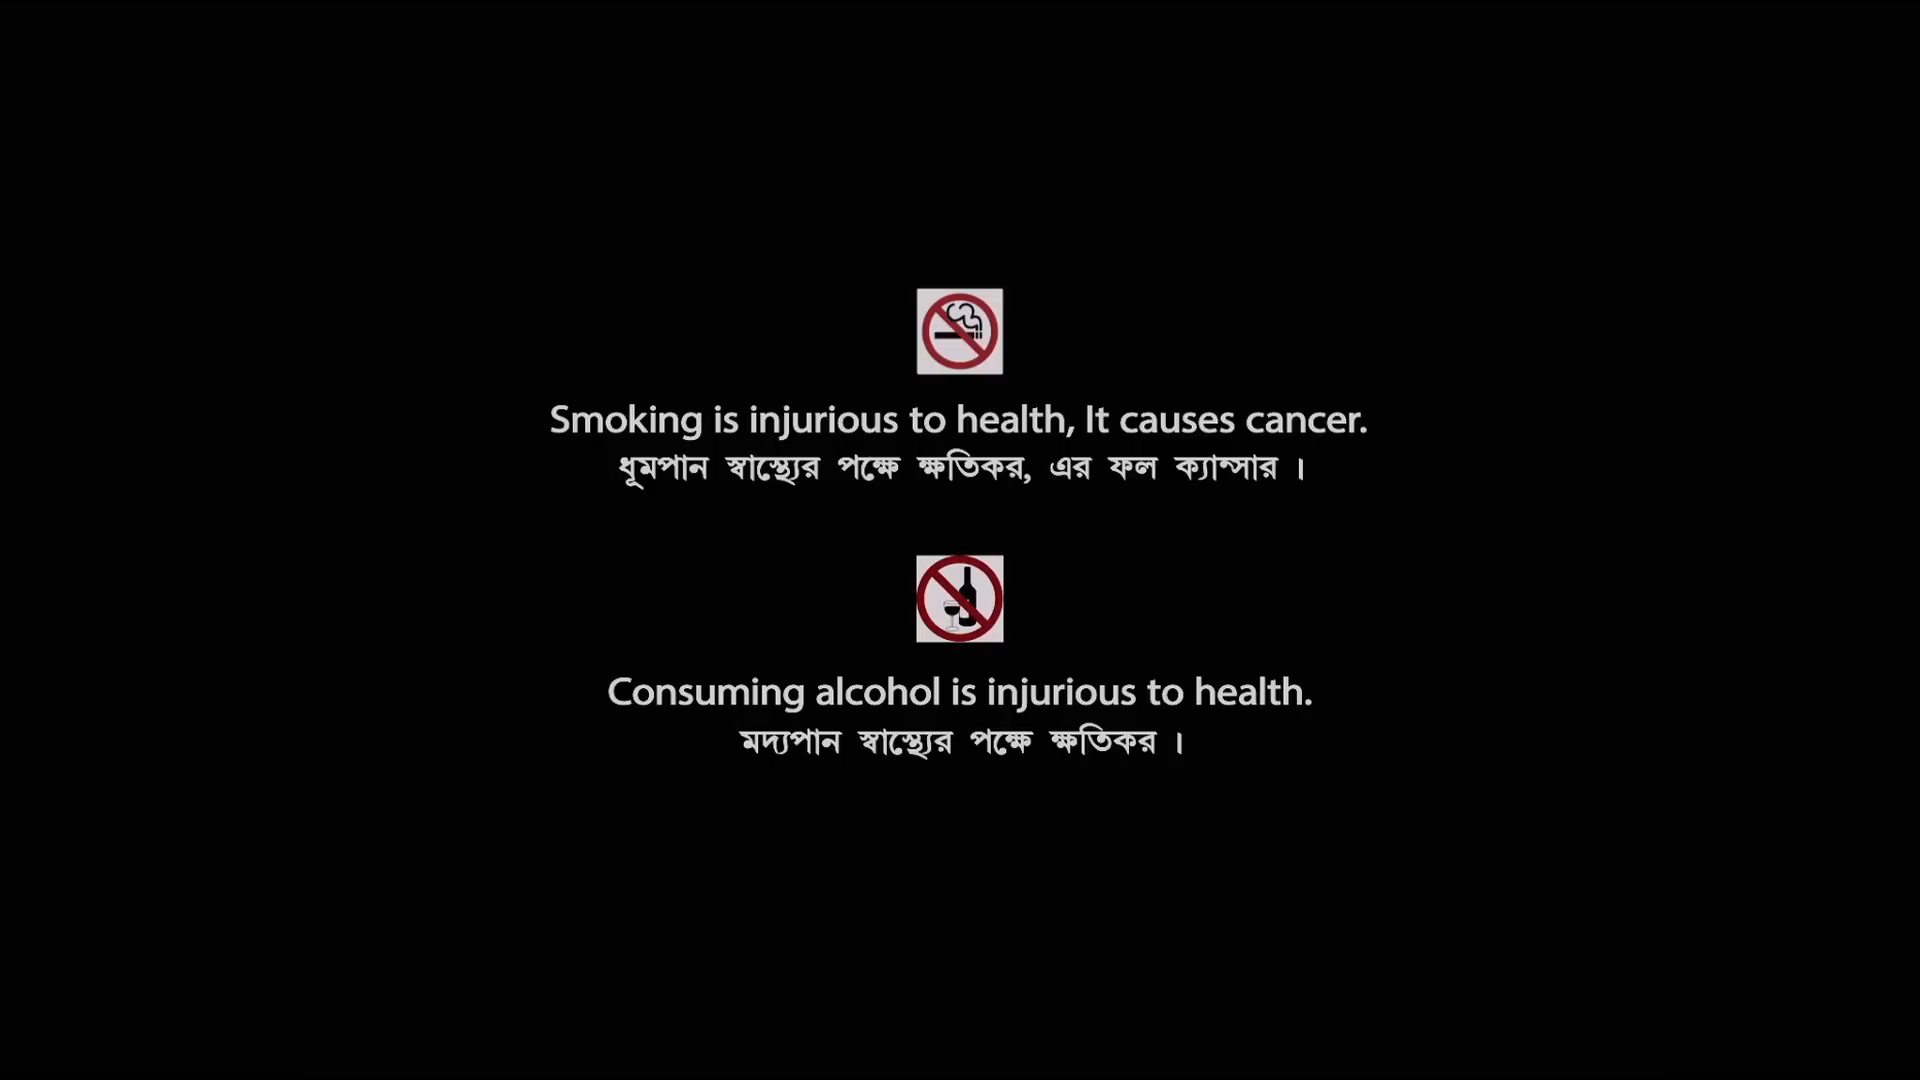 Smoking is injurious to health, It causes cancer.
ধূমপান স্বাস্থ্যের পক্ষে ক্ষতিকর, এর ফল ক্যান্সার ।
Consuming alcohol is injurious to health.
মদ্যপান স্বাস্থ্যের পক্ষে ক্ষতিকর ।